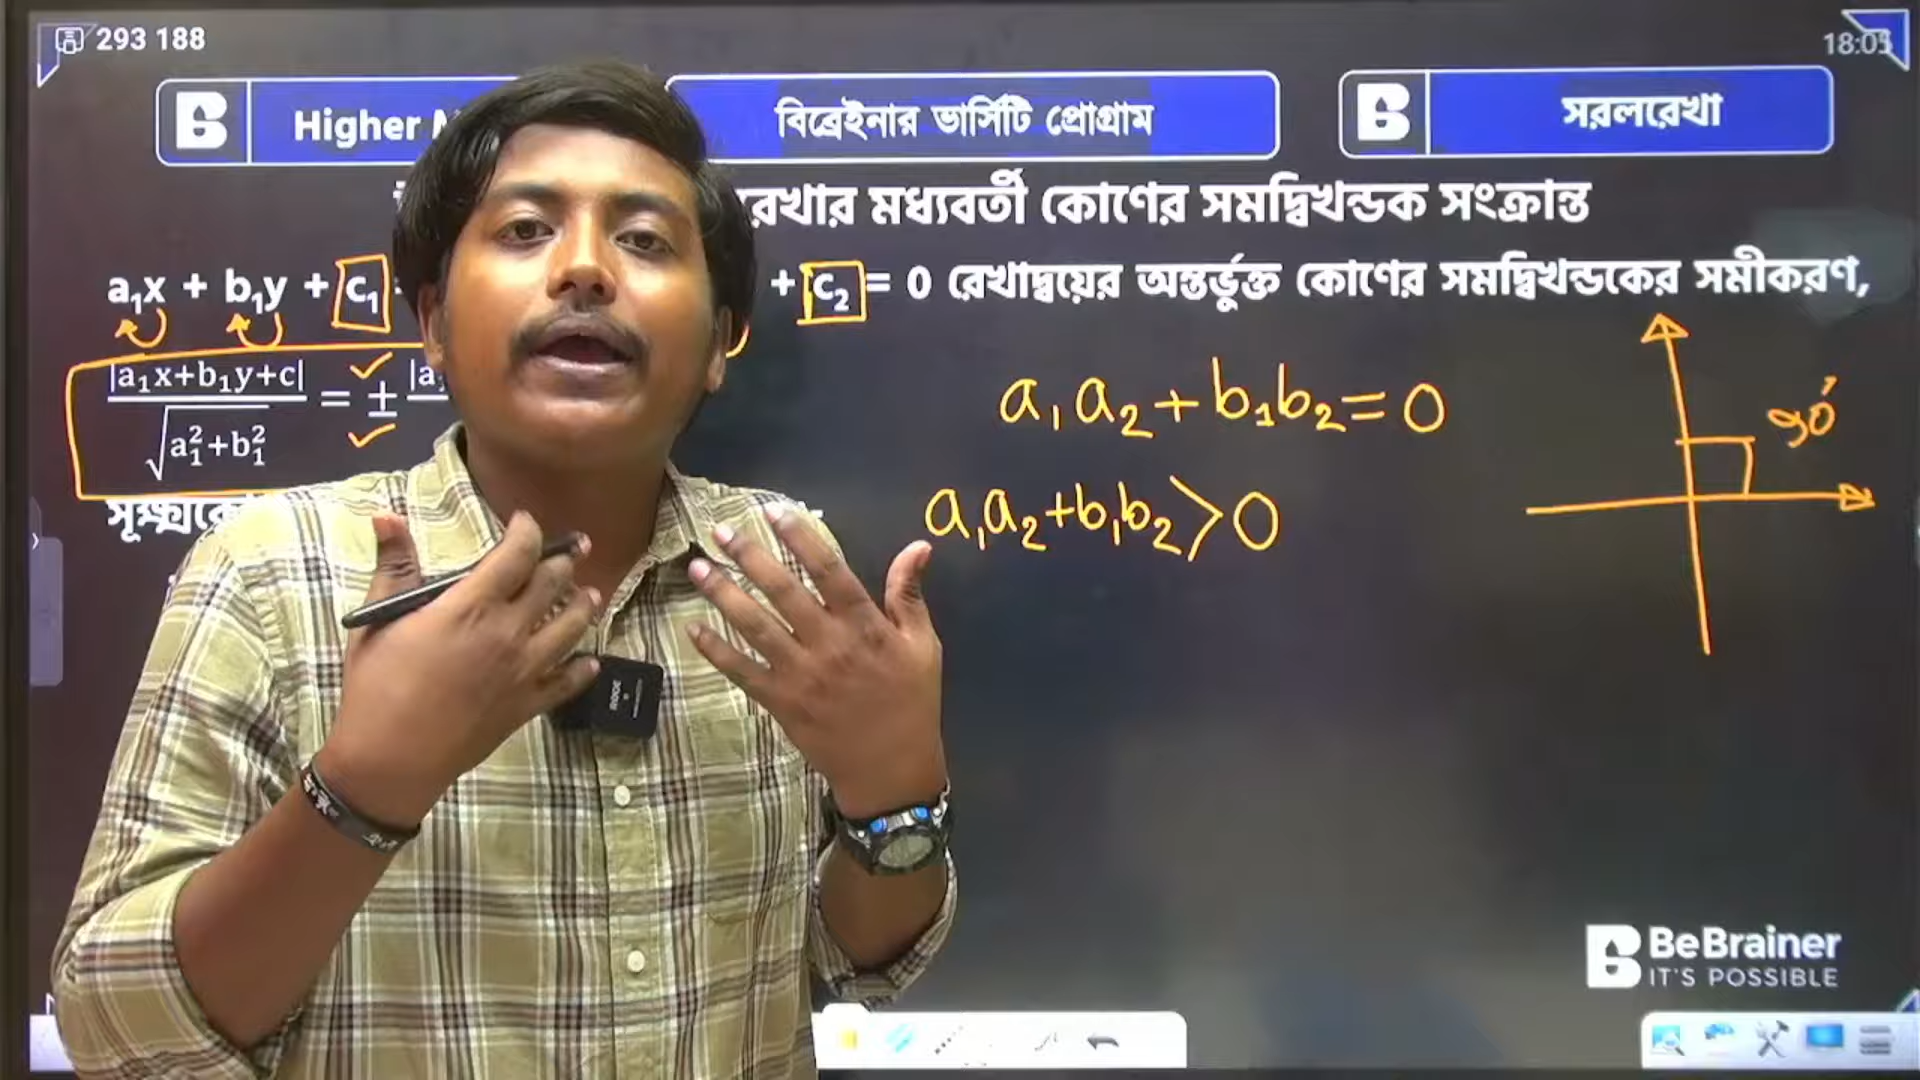 293 188
18:05
Higher
বিব্রেইনার ভার্সিটি প্রোগ্রাম
সরলরেখা
রেখার মধ্যবর্তী কোণের সমদ্বিখন্ডক সংক্রান্ত
a₁x + b₁y + c₁ + c₂ = 0 রেখাদ্বয়ের অন্তর্ভুক্ত কোণের সমদ্বিখন্ডকের সমীকরণ,
|a₁x+b₁y+c| / √a₁²+b₁² = ±
a₁a₂+b₁b₂=0
90°
a₁a₂+b₁b₂>0
BeBrainer
IT'S POSSIBLE